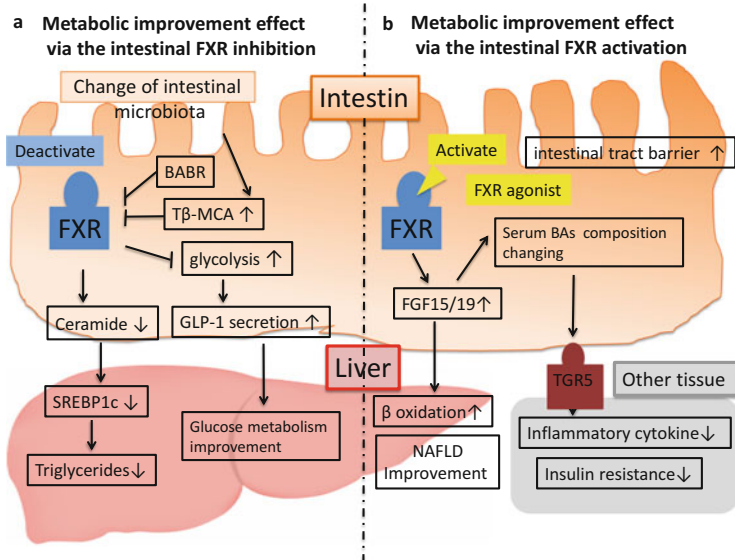 a Metabolic improvement effect
via the intestinal FXR inhibition
Change of intestinal
microbiota
Deactivate
BABR
FXR
Tβ-MCA ↑
glycolysis ↑
Ceramide ↓
GLP-1 secretion ↑
SREBP1c ↓
Glucose metabolism
improvement
Triglycerides↓
Intestin
Liver
b Metabolic improvement effect
via the intestinal FXR activation
Activate
intestinal tract barrier ↑
FXR agonist
FXR
Serum BAs composition
changing
FGF15/19↑
TGR5
Other tissue
β oxidation↑
NAFLD
Improvement
Inflammatory cytokine↓
Insulin resistance↓